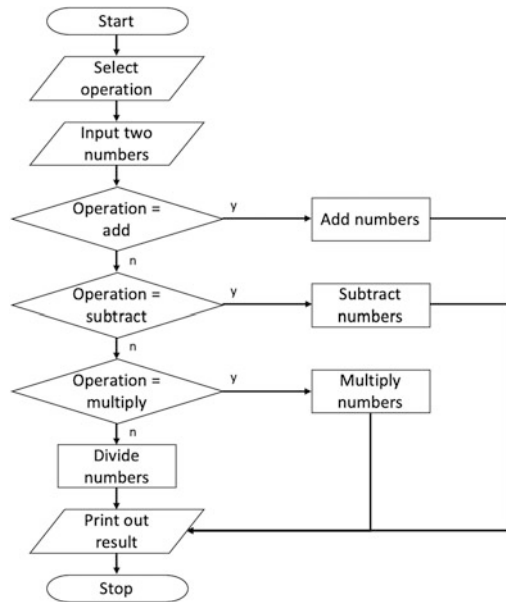 Start
Select
operation
Input two
numbers
Operation =
add
y
Add numbers
n
Operation =
subtract
y
Subtract
numbers
n
Operation =
multiply
y
Multiply
numbers
n
Divide
numbers
Print out
result
Stop